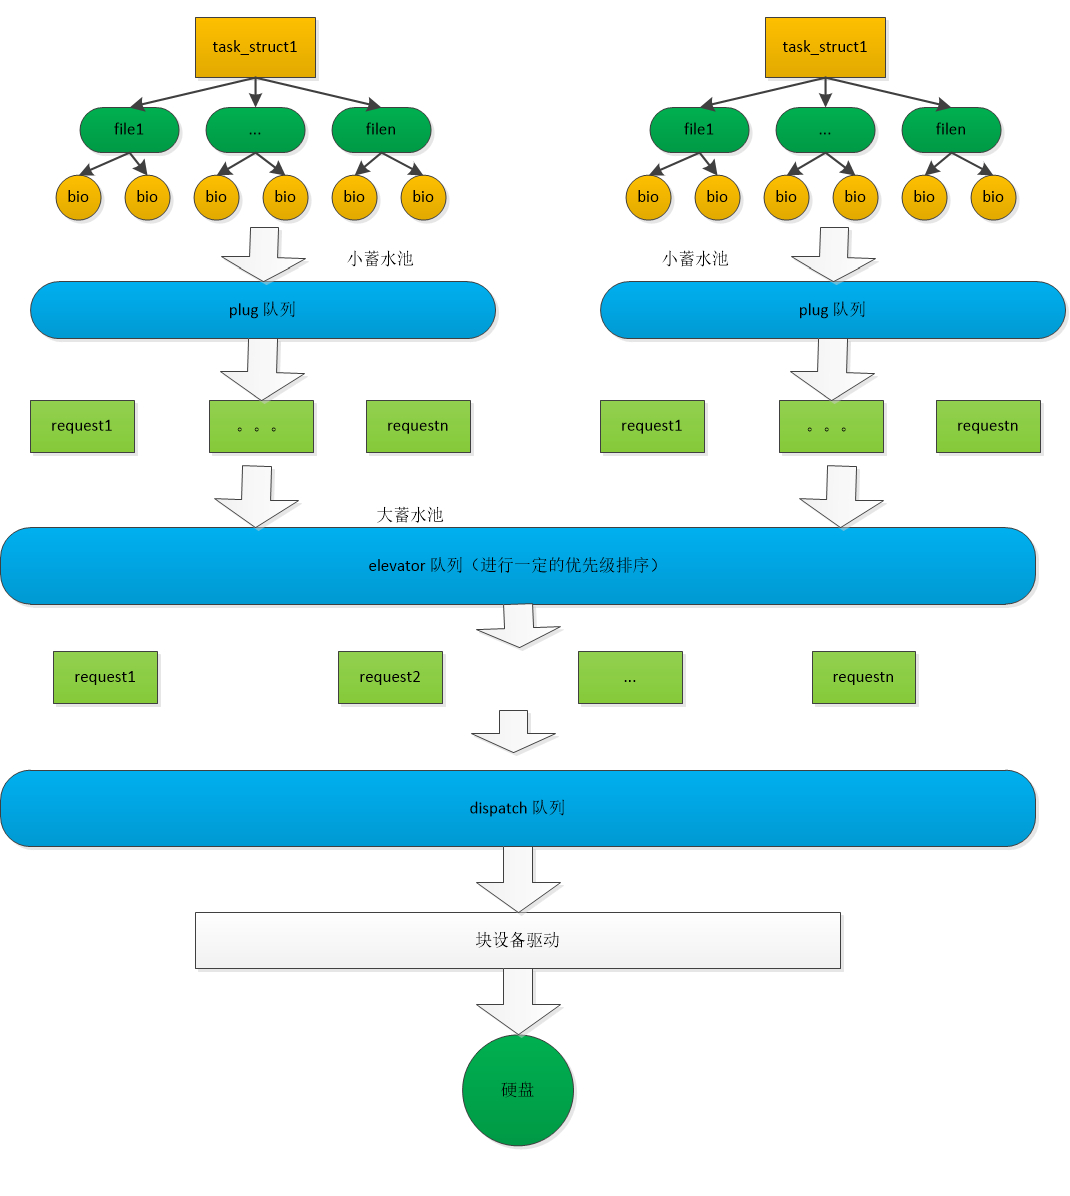 task_struct1
task_struct1
file1
...
filen
file1
...
filen
bio
bio
bio
bio
bio
bio
bio
bio
bio
bio
bio
bio
小蓄水池
小蓄水池
plug 队列
plug 队列
request1
。。。
requestn
request1
。。。
requestn
大蓄水池
elevator 队列（进行一定的优先级排序）
request1
request2
...
requestn
dispatch 队列
块设备驱动
硬盘